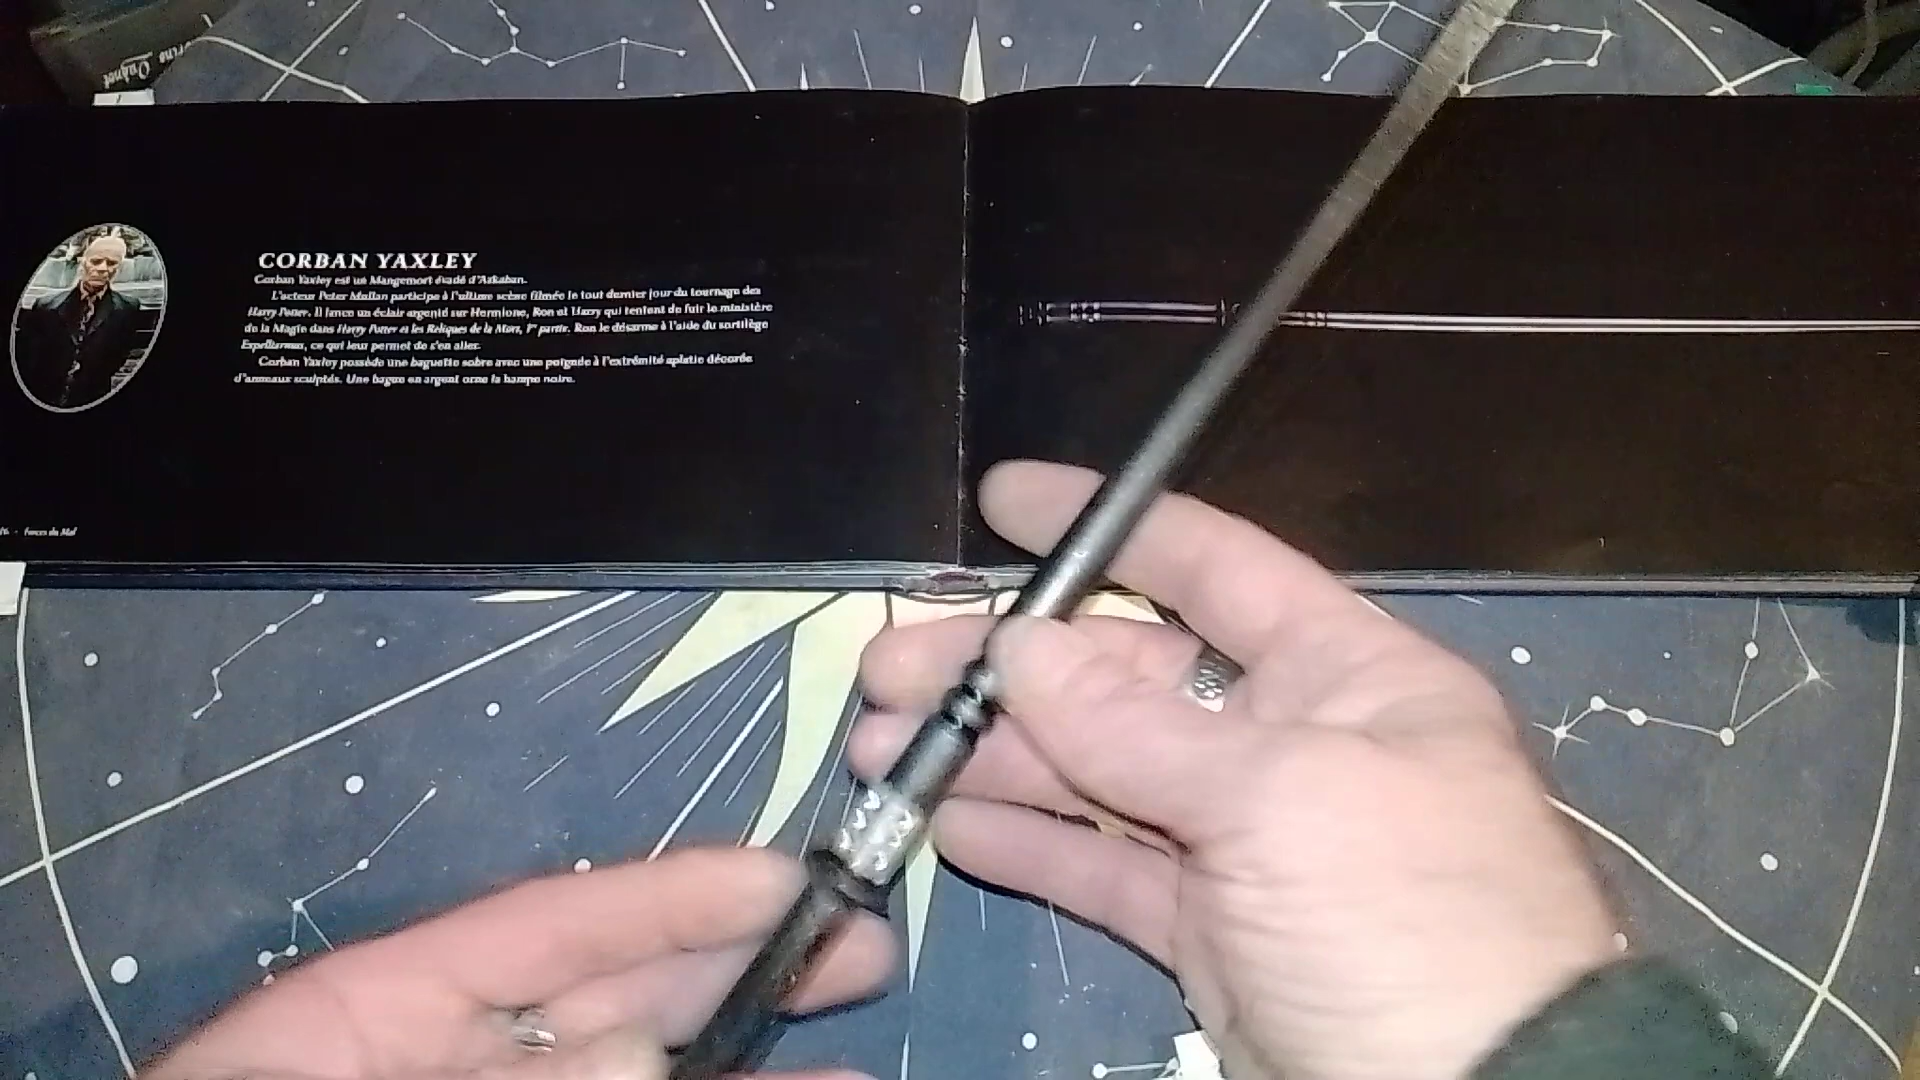 CORBAN YAXLEY
Corban Yaxley est un Mangemort évadé d'Azkaban.
L'acteur Peter Mullan participe à l'ultime scène filmée le tout dernier jour du tournage des
Harry Potter. Il lance un éclair argenté sur Hermione, Ron et Harry qui tentent de fuir le ministère
de la Magie dans Harry Potter et les Reliques de la Mort, 1re partie. Ron le désarme à l'aide du sortilège
Expelliarmus, ce qui leur permet de s'en aller.
Corban Yaxley possède une baguette sobre avec une poignée à l'extrémité aplatie décorée
d'anneaux sculptés. Une bague en argent orne la hampe noire.
Forces du Mal